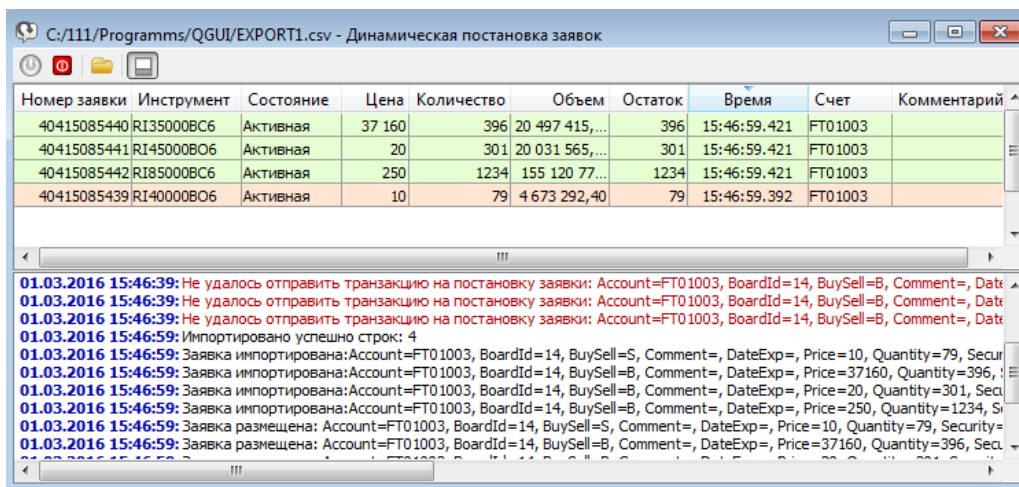 C:/111/Programms/QGUI/EXPORT1.csv - Динамическая постановка заявок
Номер заявки Инструмент Состояние Цена Количество Объем Остаток Время Счет Комментарий
40415085440 RI35000BC6 Активная 37 160 396 20 497 415,... 396 15:46:59.421 FT01003
40415085441 RI45000BO6 Активная 20 301 20 031 565,... 301 15:46:59.421 FT01003
40415085442 RI85000BC6 Активная 250 1234 155 120 77... 1234 15:46:59.421 FT01003
40415085439 RI40000BO6 Активная 10 79 4 673 292,40 79 15:46:59.392 FT01003
01.03.2016 15:46:39: Не удалось отправить транзакцию на постановку заявки: Account=FT01003, BoardId=14, BuySell=B, Comment=, Date
01.03.2016 15:46:39: Не удалось отправить транзакцию на постановку заявки: Account=FT01003, BoardId=14, BuySell=B, Comment=, Date
01.03.2016 15:46:39: Не удалось отправить транзакцию на постановку заявки: Account=FT01003, BoardId=14, BuySell=B, Comment=, Date
01.03.2016 15:46:59: Импортировано успешно строк: 4
01.03.2016 15:46:59: Заявка импортирована:Account=FT01003, BoardId=14, BuySell=S, Comment=, DateExp=, Price=10, Quantity=79, Secur
01.03.2016 15:46:59: Заявка импортирована:Account=FT01003, BoardId=14, BuySell=B, Comment=, DateExp=, Price=37160, Quantity=396,
01.03.2016 15:46:59: Заявка импортирована:Account=FT01003, BoardId=14, BuySell=B, Comment=, DateExp=, Price=20, Quantity=301, Secu
01.03.2016 15:46:59: Заявка импортирована:Account=FT01003, BoardId=14, BuySell=B, Comment=, DateExp=, Price=250, Quantity=1234,
01.03.2016 15:46:59: Заявка размещена: Account=FT01003, BoardId=14, BuySell=S, Comment=, DateExp=, Price=10, Quantity=79, Security=
01.03.2016 15:46:59: Заявка размещена: Account=FT01003, BoardId=14, BuySell=B, Comment=, DateExp=, Price=37160, Quantity=396, Secu